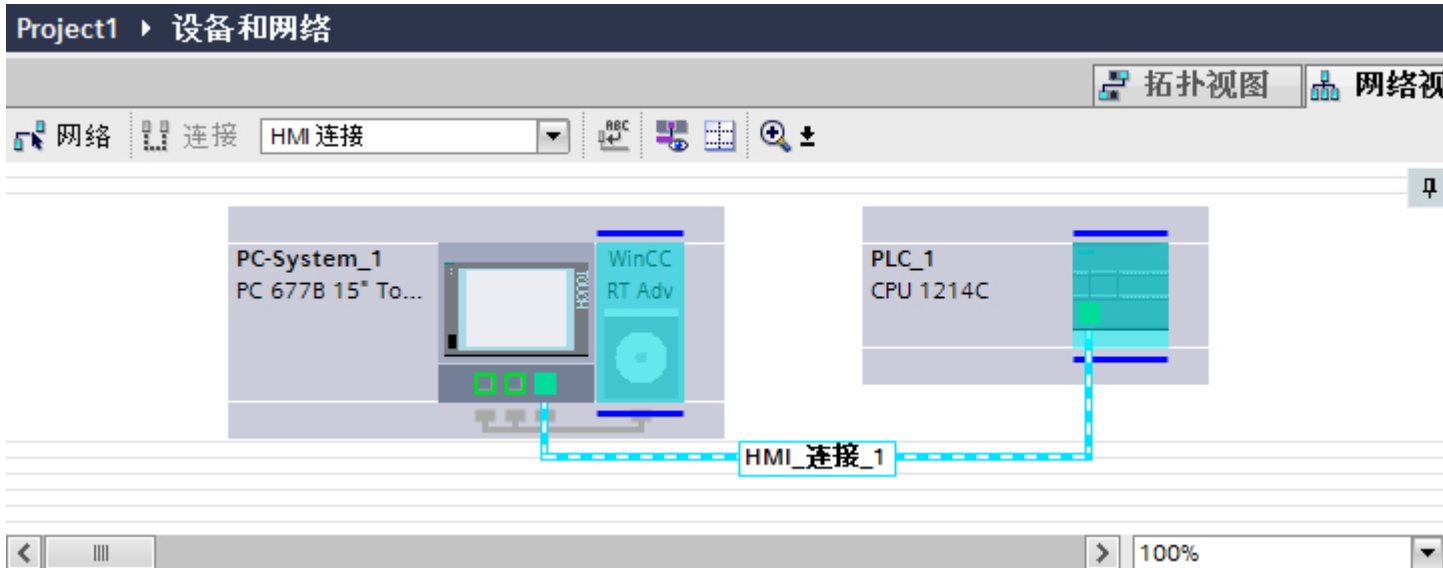 Project1 ▸ 设备和网络
拓扑视图 网络视
网络 连接 HMI 连接
PC-System_1
PC 677B 15" To...
TOUCH
WinCC
RT Adv
PLC_1
CPU 1214C
HMI_连接_1
100%